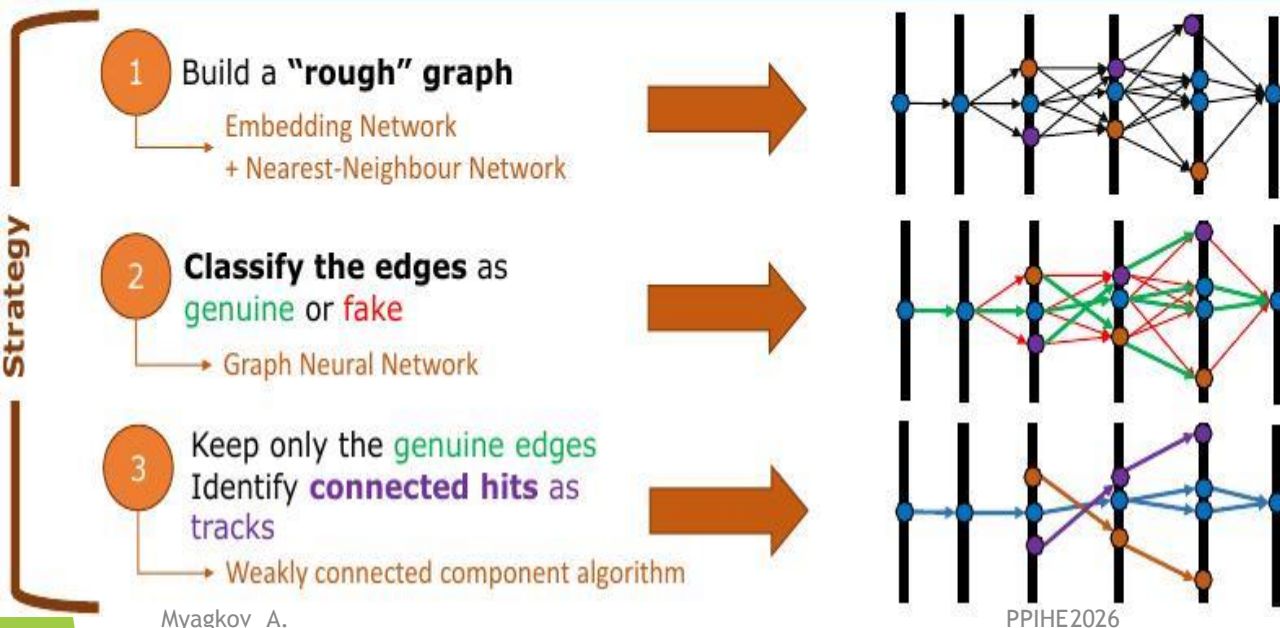 Strategy
1
Build a “rough” graph
Embedding Network
+ Nearest-Neighbour Network
2
Classify the edges as
genuine or fake
Graph Neural Network
3
Keep only the genuine edges
Identify connected hits as
tracks
Weakly connected component algorithm
Myagkov A.
PPIHE2026